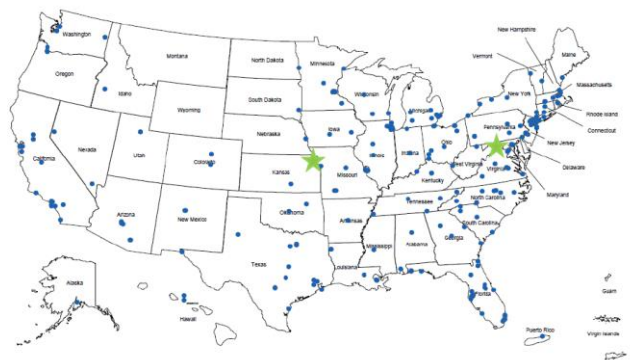 New Hampshire
Vermont
Maine
Washington
Montana
North Dakota
Minnesota
Oregon
Idaho
Wyoming
South Dakota
Wisconsin
Michigan
New York
Massachusetts
Rhode Island
Connecticut
Nebraska
Iowa
Pennsylvania
New Jersey
Nevada
Utah
Colorado
California
Kansas
Missouri
Illinois
Indiana
Ohio
West Virginia
Virginia
Delaware
Maryland
Kentucky
Arizona
New Mexico
Oklahoma
Arkansas
Tennessee
North Carolina
South Carolina
Texas
Louisiana
Mississippi
Alabama
Georgia
Florida
Alaska
Hawaii
Guam
Virgin Islands
Puerto Rico